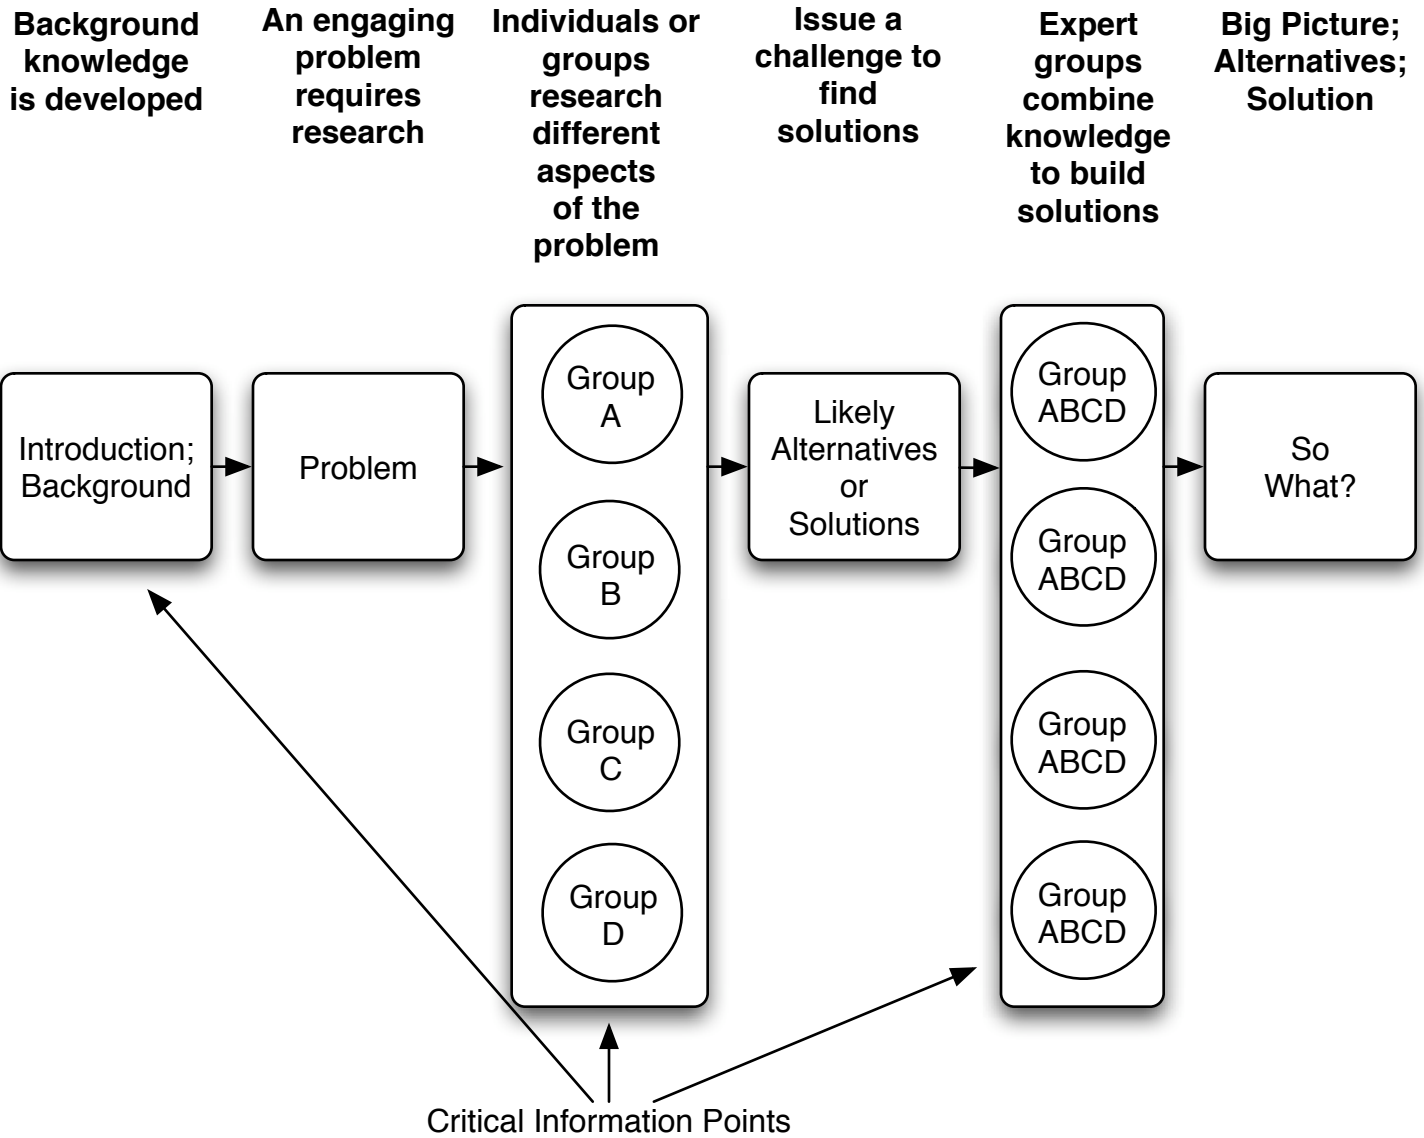 Background
knowledge
is developed
An engaging
problem
requires
research
Individuals or
groups
research
different
aspects
of the
problem
Issue a
challenge to
find
solutions
Expert
groups
combine
knowledge
to build
solutions
Big Picture;
Alternatives;
Solution
Introduction;
Background
Problem
Group
A
Group
B
Group
C
Group
D
Likely
Alternatives
or
Solutions
Group
ABCD
Group
ABCD
Group
ABCD
Group
ABCD
So
What?
Critical Information Points